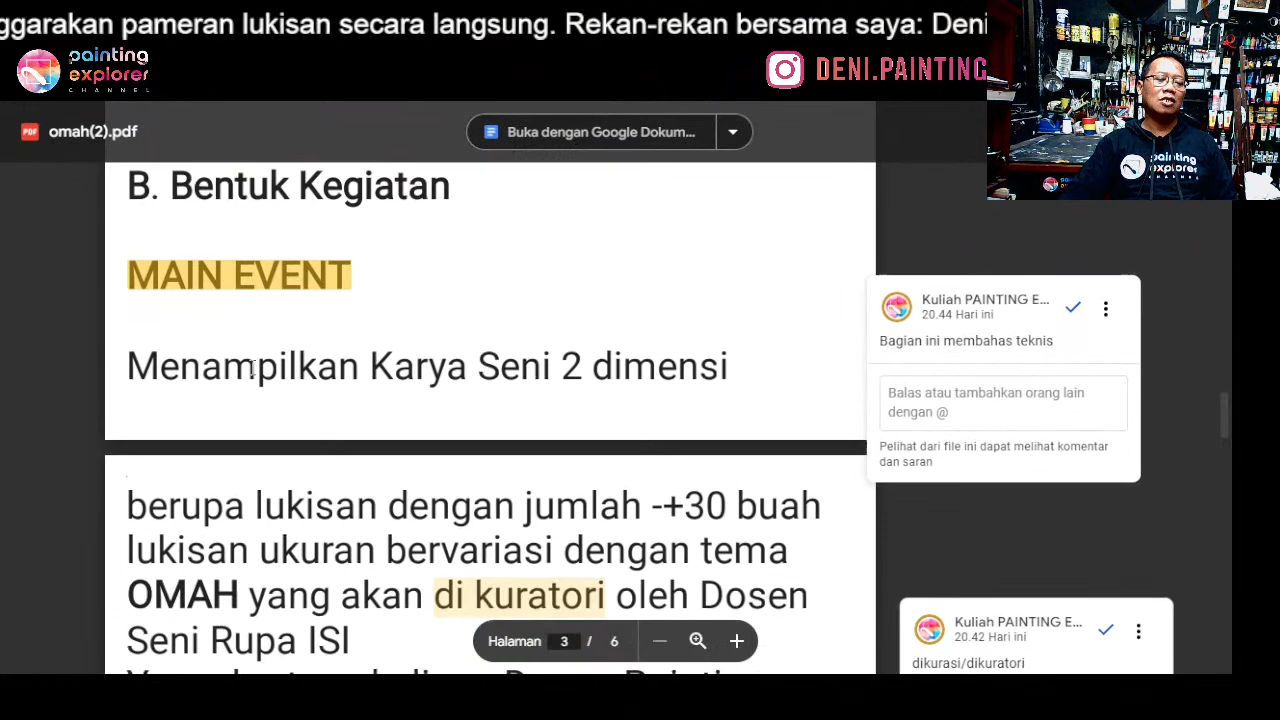 ggarakan pameran lukisan secara langsung. Rekan-rekan bersama saya: Deni
painting
explorer
CHANNEL
DENI.PAINTING
PDF
omah(2).pdf
Buka dengan Google Dokum...
painting
explorer
B. Bentuk Kegiatan
MAIN EVENT
Menampilkan Karya Seni 2 dimensi
Kuliah PAINTING E...
20.44 Hari ini
Bagian ini membahas teknis
Balas atau tambahkan orang lain
dengan @
Pelihat dari file ini dapat melihat komentar
dan saran
berupa lukisan dengan jumlah -+30 buah
lukisan ukuran bervariasi dengan tema
OMAH yang akan di kuratori oleh Dosen
Seni Rupa ISI
Halaman 3 / 6
Kuliah PAINTING E...
20.42 Hari ini
dikurasi/dikuratori